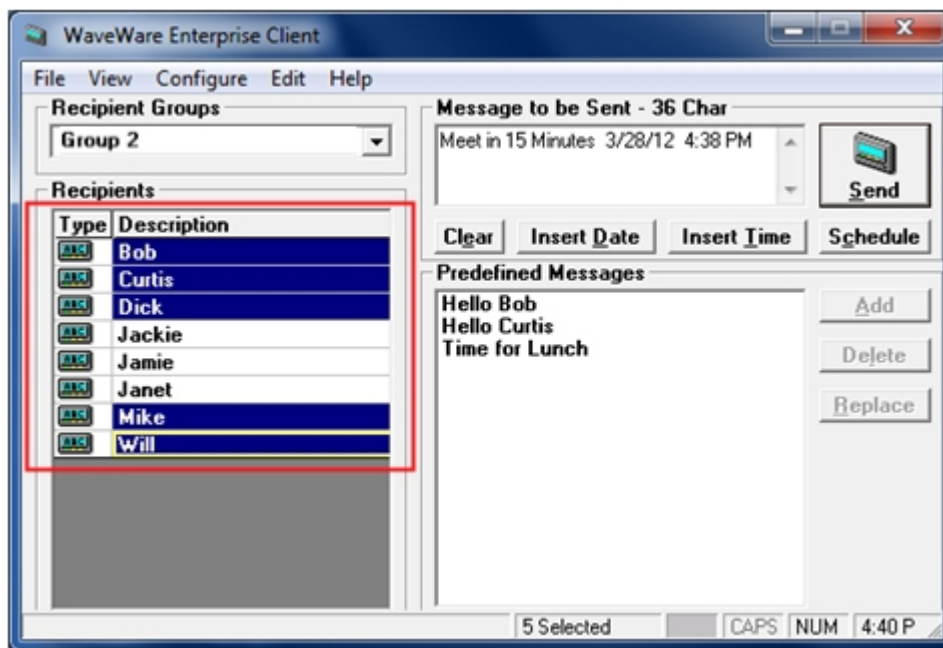 WaveWare Enterprise Client
File View Configure Edit Help
Recipient Groups
Group 2
Recipients
Type Description
Bob
Curtis
Dick
Jackie
Jamie
Janet
Mike
Will
Message to be Sent - 36 Char
Meet in 15 Minutes 3/28/12 4:38 PM
Send
Clear Insert Date Insert Time Schedule
Predefined Messages
Hello Bob
Hello Curtis
Time for Lunch
Add
Delete
Replace
5 Selected CAPS NUM 4:40 P